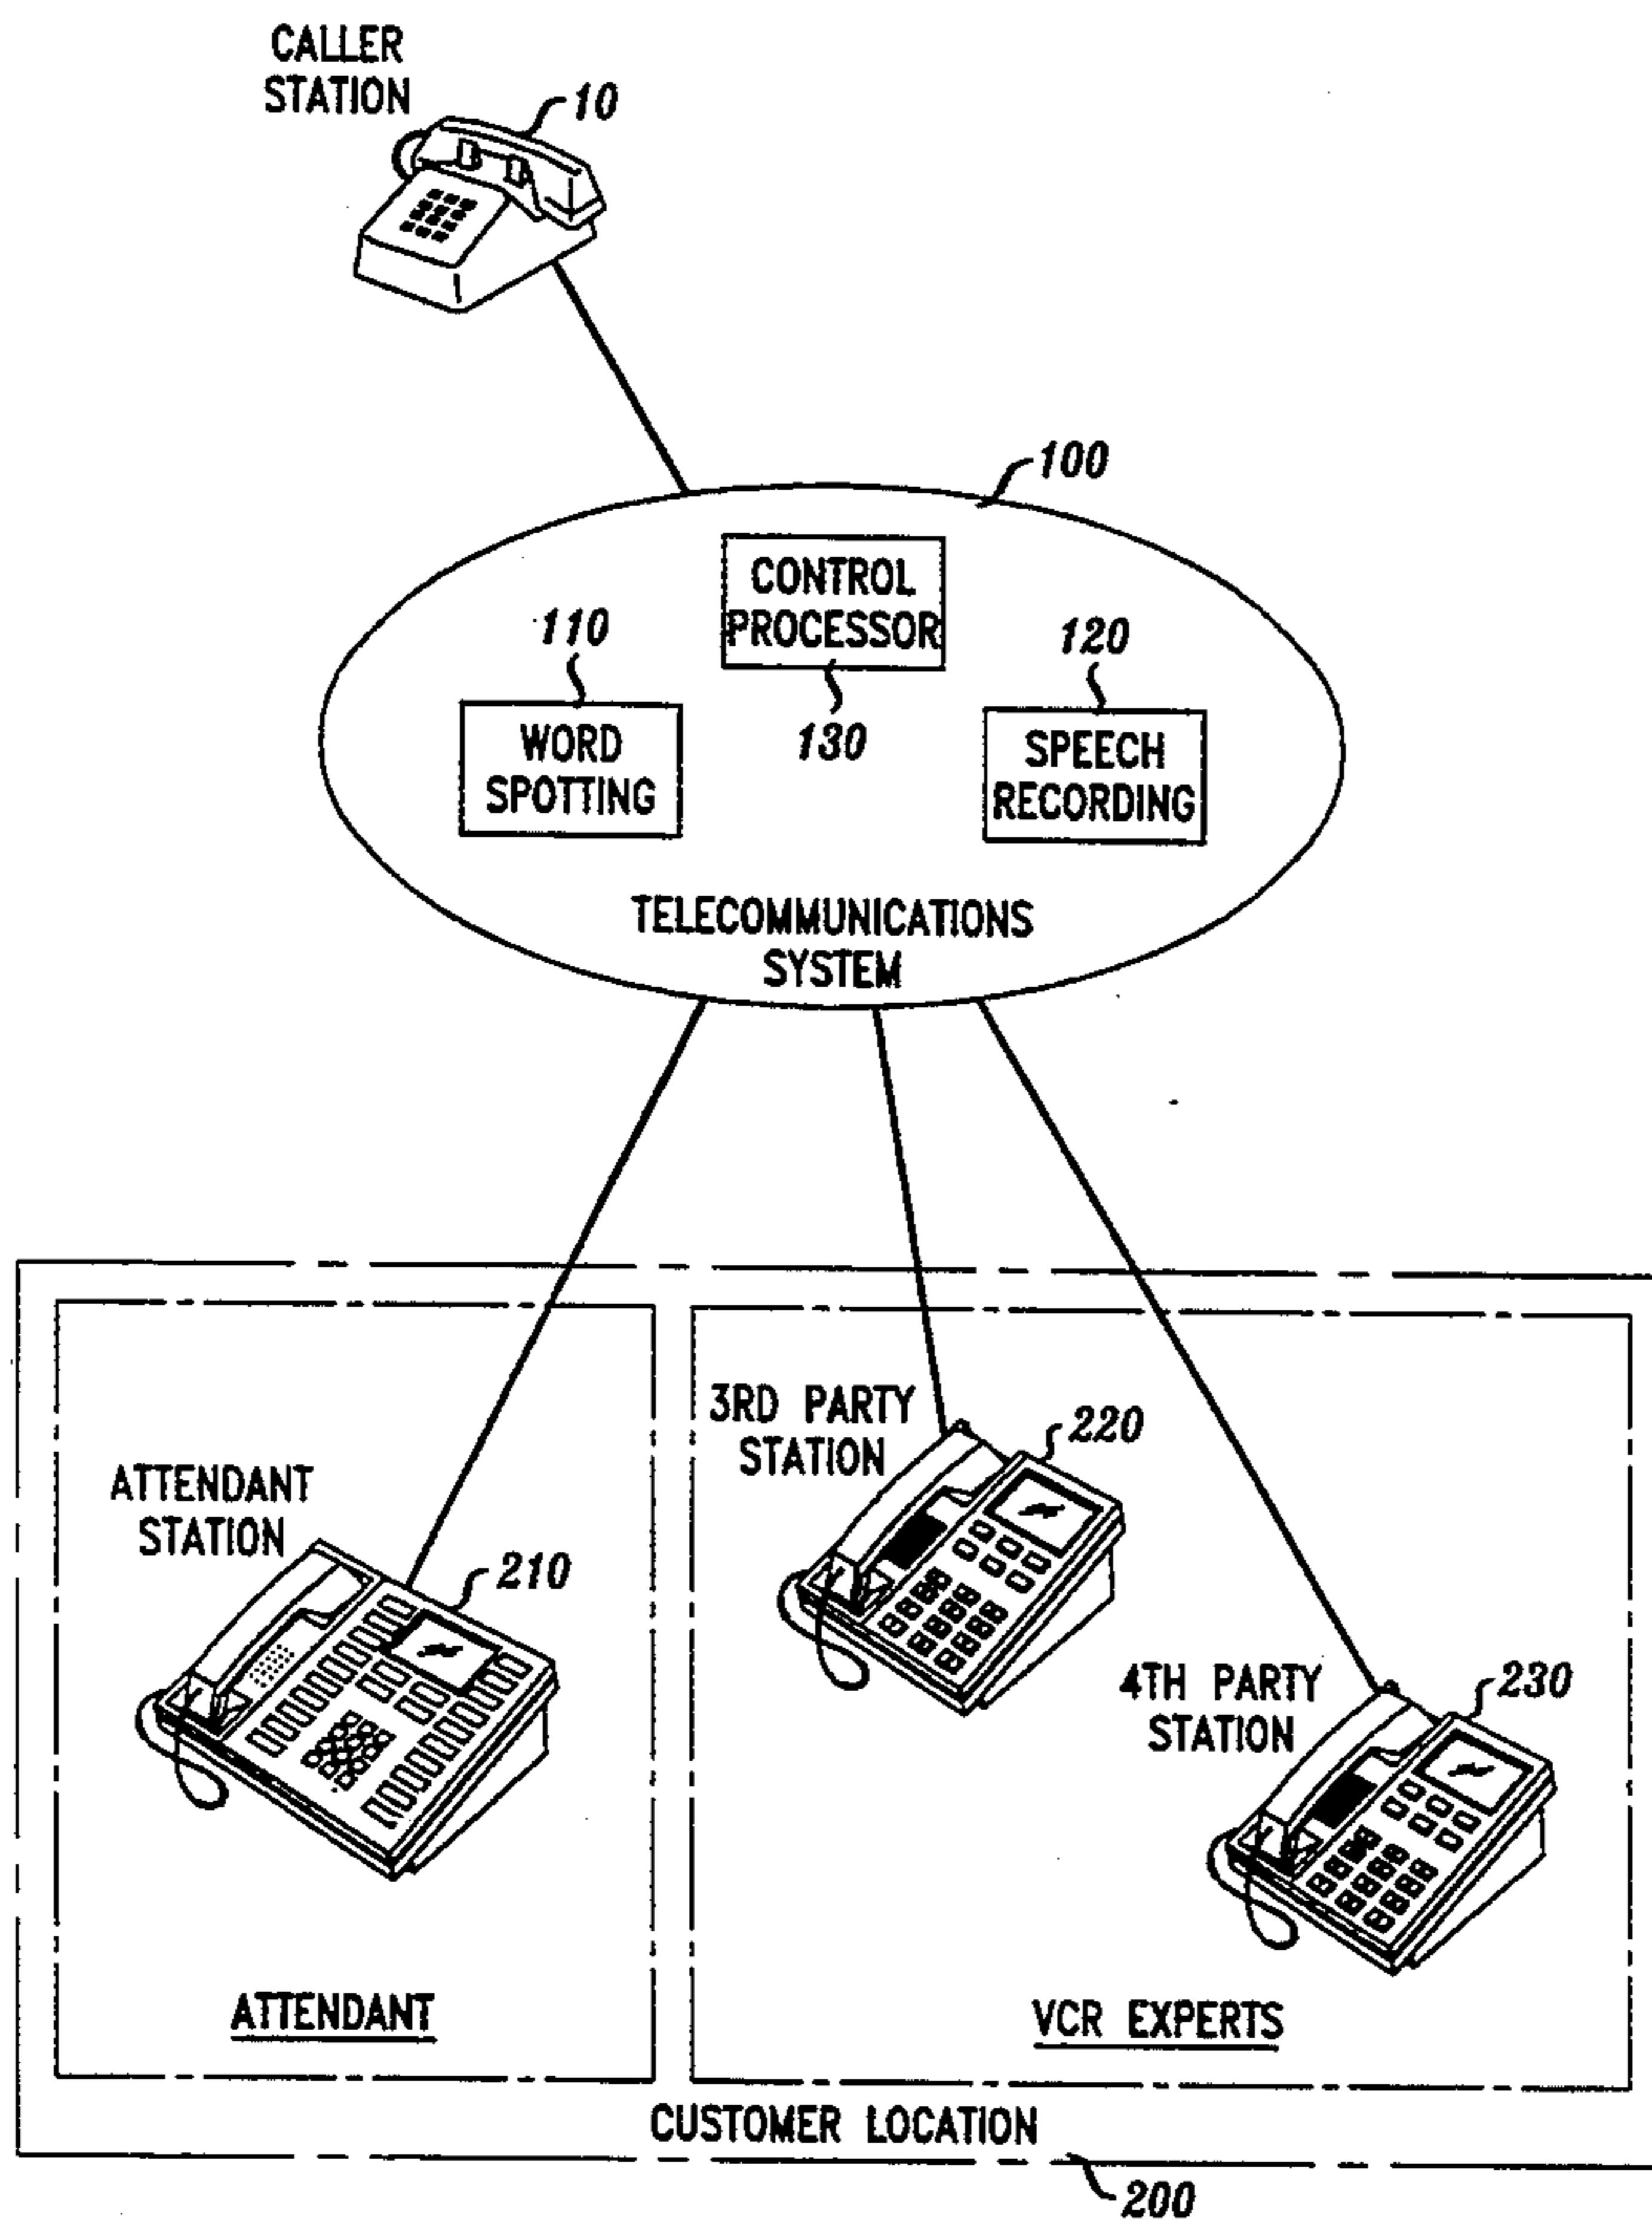 CALLER
STATION
10
100
CONTROL
PROCESSOR
110
120
130
WORD
SPOTTING
SPEECH
RECORDING
TELECOMMUNICATIONS
SYSTEM
3RD PARTY
STATION
220
ATTENDANT
STATION
210
4TH PARTY
STATION
230
ATTENDANT
VCR EXPERTS
CUSTOMER LOCATION
200